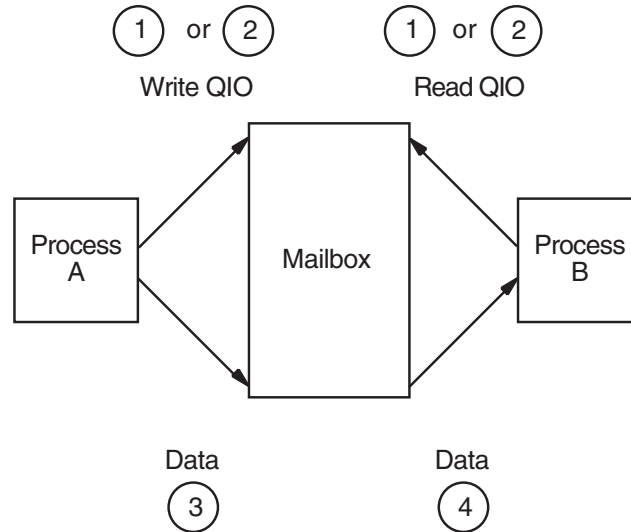 1 or 2
1 or 2
Write QIO
Read QIO
Process
A
Mailbox
Process
B
Data
3
Data
4